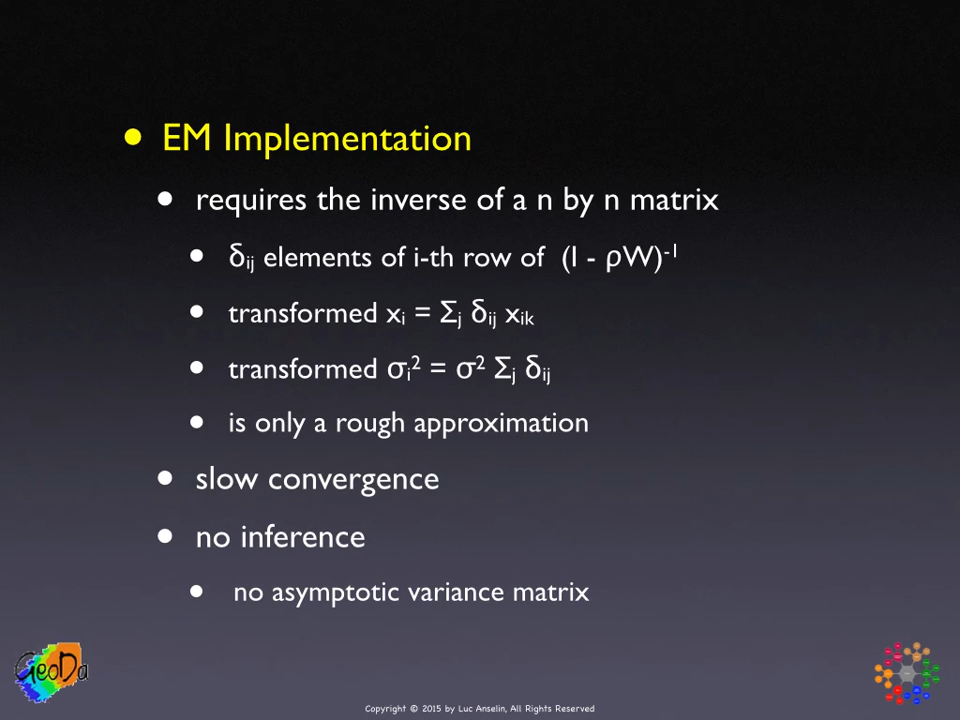 • EM Implementation
• requires the inverse of a n by n matrix
• δij elements of i-th row of (I - ρW)-1
• transformed xi = Σj δij xik
• transformed σi2 = σ2 Σj δij
• is only a rough approximation
• slow convergence
• no inference
• no asymptotic variance matrix
GeoDa
Copyright © 2015 by Luc Anselin, All Rights Reserved